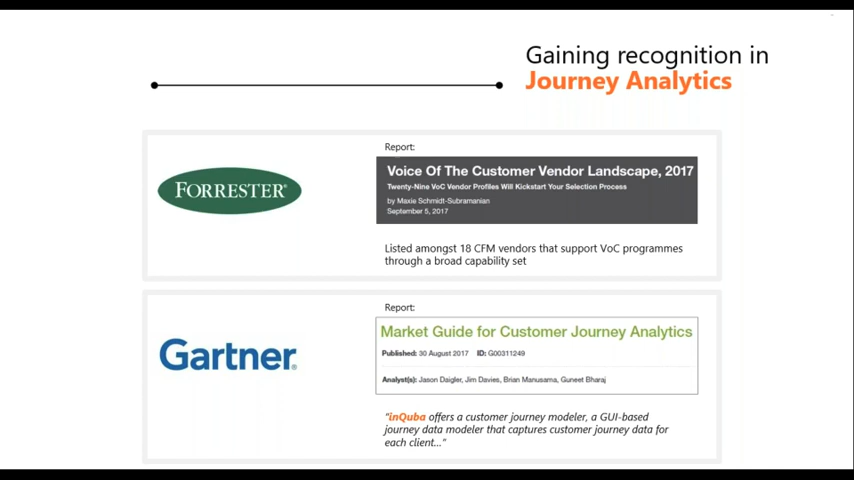 Gaining recognition in
Journey Analytics
FORRESTER®
Report:
Voice Of The Customer Vendor Landscape, 2017
Twenty-Nine VoC Vendor Profiles Will Kickstart Your Selection Process
by Maxie Schmidt-Subramanian
September 5, 2017
Listed amongst 18 CFM vendors that support VoC programmes
through a broad capability set
Gartner®
Report:
Market Guide for Customer Journey Analytics
Published: 30 August 2017 ID: G00311249
Analyst(s): Jason Daigler, Jim Davies, Brian Manusama, Guneet Bharaj
“inQuba offers a customer journey modeler, a GUI-based
journey data modeler that captures customer journey data for
each client...”